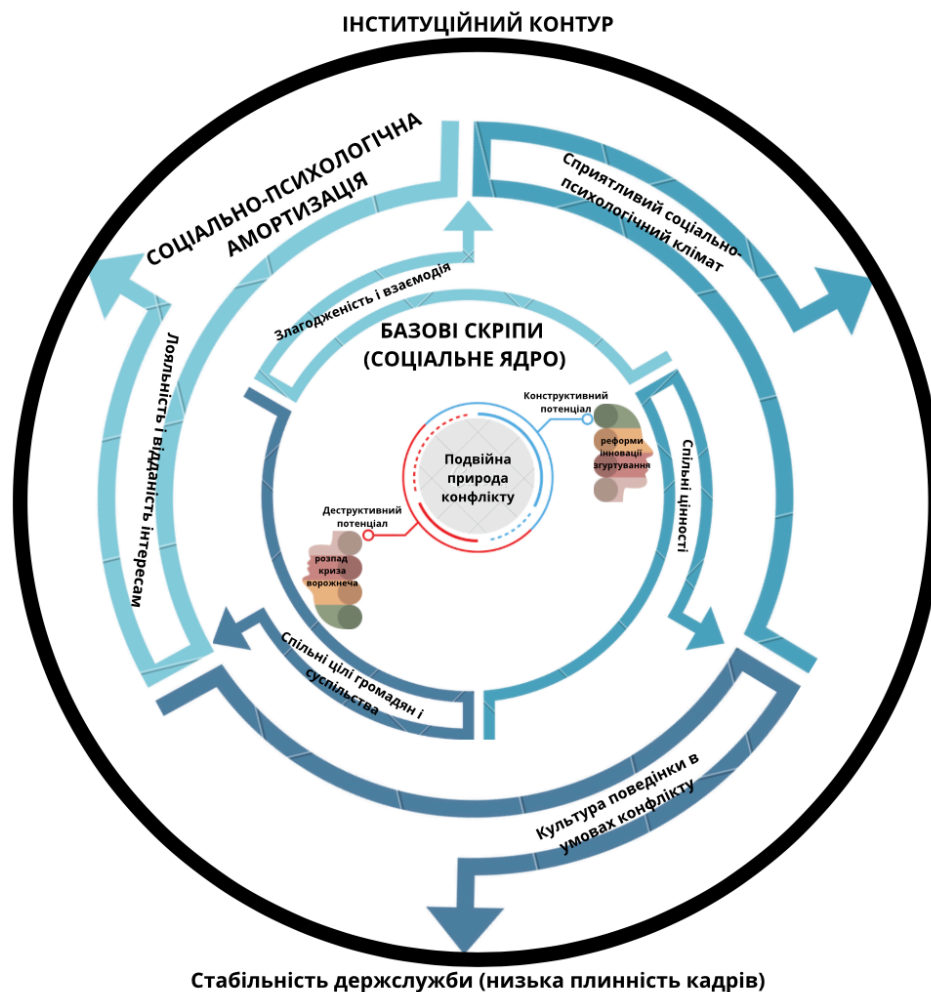 ІНСТИТУЦІЙНИЙ КОНТУР
СОЦІАЛЬНО-ПСИХОЛОГІЧНА
АМОРТИЗАЦІЯ
Сприятливий соціально-
психологічний клімат
Злагодженість і взаємодія
БАЗОВІ СКРІПИ
(СОЦІАЛЬНЕ ЯДРО)
Лояльність і відданість інтересам
Конструктивний
потенціал
реформи
інновації
згуртування
Спільні цінності
Подвійна
природа
конфлікту
Деструктивний
потенціал
розпад
криза
ворожнеча
Спільні цілі громадян і
суспільства
Культура поведінки в
умовах конфлікту
Стабільність держслужби (низька плинність кадрів)